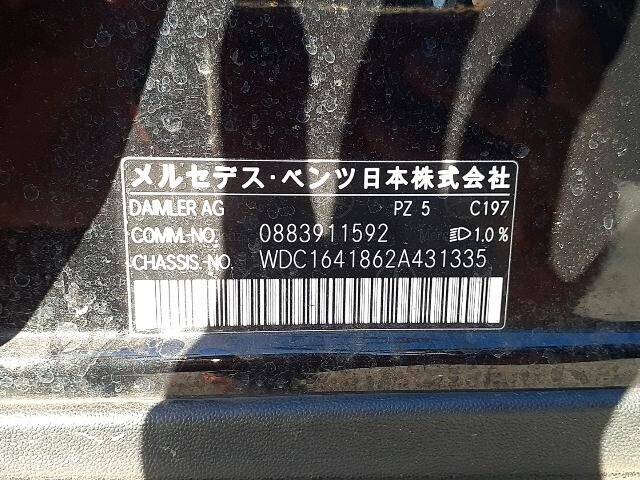 メルセデス・ベンツ日本株式会社
DAIMLER AG PZ 5 C197
COMM.-NO. 0883911592 1.0%
CHASSIS.-NO. WDC1641862A431335